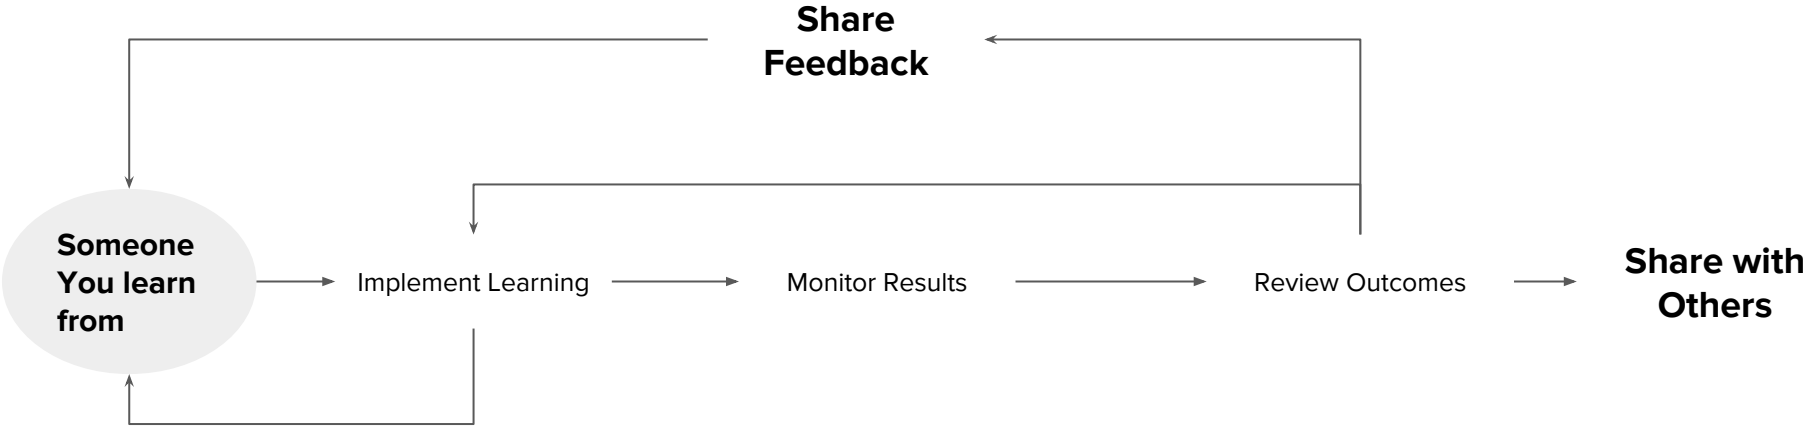 Share
Feedback
Someone
You learn
from
Implement Learning
Monitor Results
Review Outcomes
Share with
Others